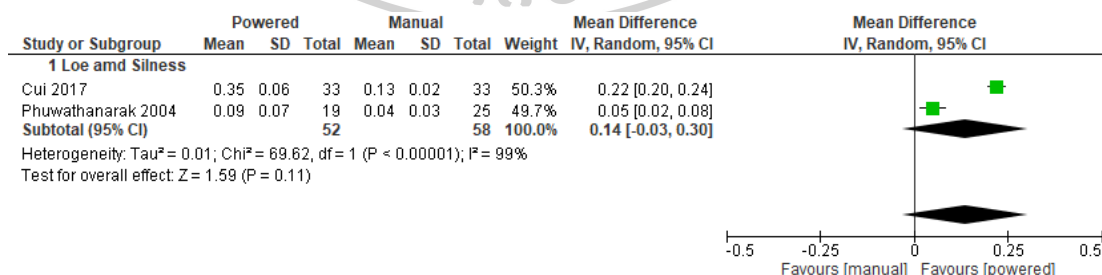 Powered Manual Mean Difference Mean Difference
Study or Subgroup Mean SD Total Mean SD Total Weight IV, Random, 95% CI IV, Random, 95% CI
1 Loe amd Silness
Cui 2017 0.35 0.06 33 0.13 0.02 33 50.3% 0.22 [0.20, 0.24]
Phuwathanarak 2004 0.09 0.07 19 0.04 0.03 25 49.7% 0.05 [0.02, 0.08]
Subtotal (95% CI) 52 58 100.0% 0.14 [-0.03, 0.30]
Heterogeneity: Tau² = 0.01; Chi² = 69.62, df = 1 (P < 0.00001); I² = 99%
Test for overall effect: Z = 1.59 (P = 0.11)
-0.5 -0.25 0 0.25 0.5
Favours [manual] Favours [powered]